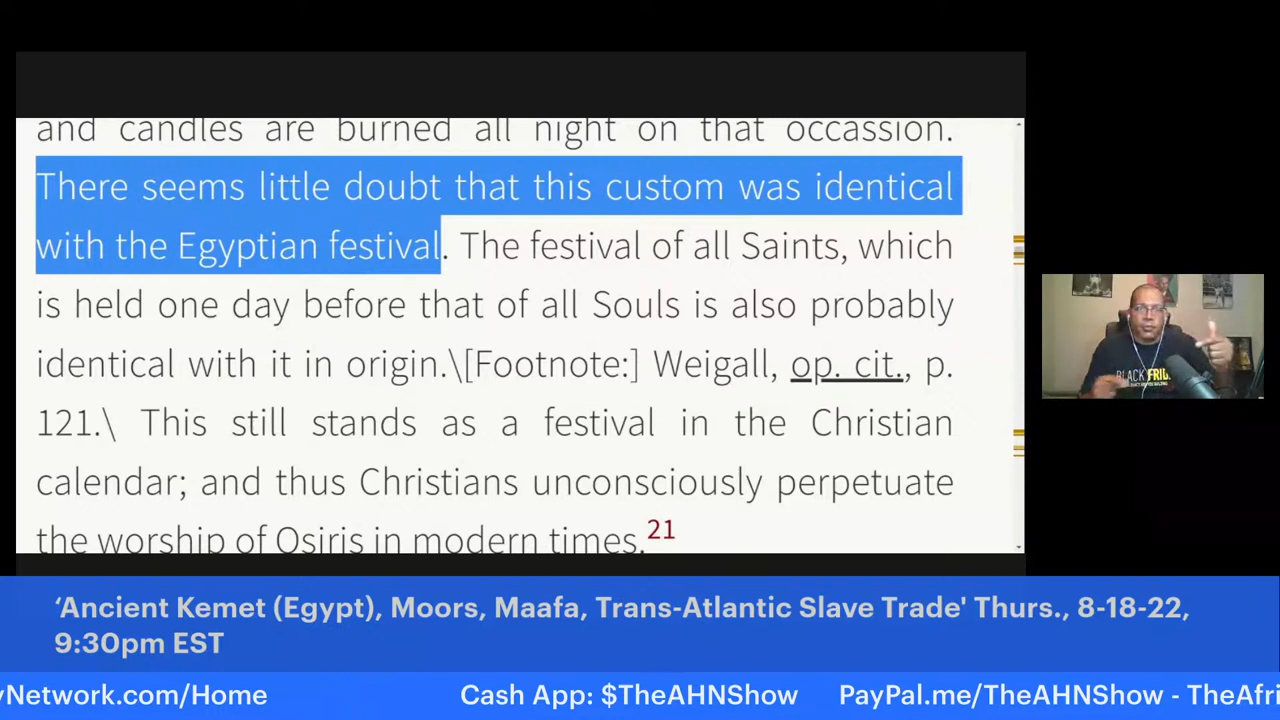 and candles are burned all night on that occassion.
There seems little doubt that this custom was identical
with the Egyptian festival. The festival of all Saints, which
is held one day before that of all Souls is also probably
identical with it in origin.\[Footnote:] Weigall, op. cit., p.
121.\ This still stands as a festival in the Christian
calendar; and thus Christians unconsciously perpetuate
the worship of Osiris in modern times.21
BLACK FRI
‘Ancient Kemet (Egypt), Moors, Maafa, Trans-Atlantic Slave Trade' Thurs., 8-18-22,
9:30pm EST
yNetwork.com/Home Cash App: $TheAHNShow PayPal.me/TheAHNShow - TheAfri